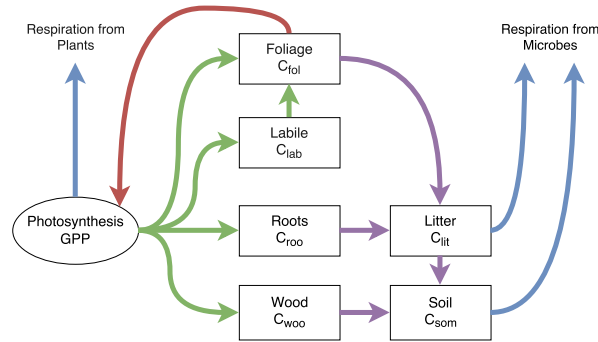 Respiration from
Plants
Foliage
Cfol
Respiration from
Microbes
Labile
Clab
Photosynthesis
GPP
Roots
Croo
Litter
Clit
Wood
Cwoo
Soil
Csom